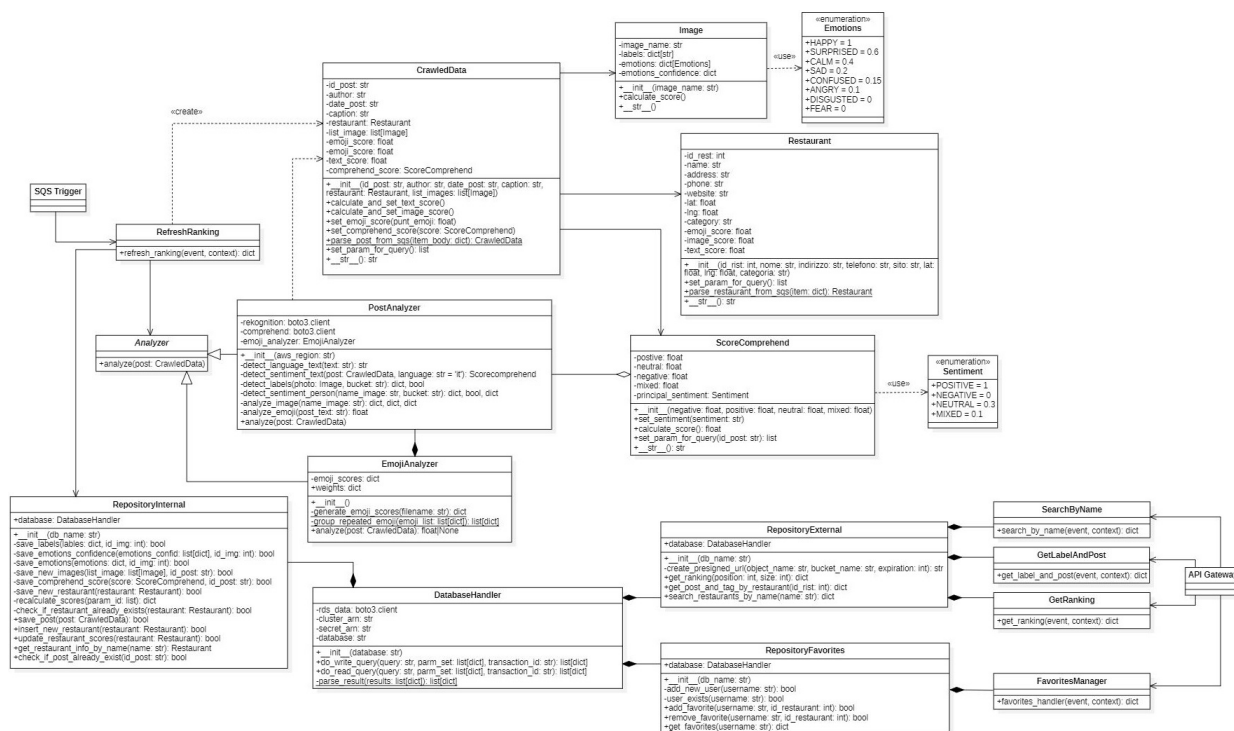 «enumeration»
Emotions
+HAPPY = 1
+SURPRISED = 0.6
+CALM = 0.4
+SAD = 0.2
+CONFUSED = 0.15
+ANGRY = 0.1
+DISGUSTED = 0
+FEAR = 0
Image
-image_name: str
-labels: dict[str]
-emotions: dict[Emotions]
-emotions_confidence: dict
+__init__(image_name: str)
+calculate_score()
+__str__()
«use»
CrawledData
-id_post: str
-author: str
-date_post: str
-caption: str
-restaurant: Restaurant
-list_image: list[Image]
-emoji_score: float
-emoji_score: float
-text_score: float
-comprehend_score: ScoreComprehend
+__init__(id_post: str, author: str, date_post: str, caption: str,
restaurant: Restaurant, list_images: list[Image])
+calculate_and_set_text_score()
+calculate_and_set_image_score()
+set_emoji_score(punt_emoji: float)
+set_comprehend_score(score: ScoreComprehend)
+parse_post_from_sqs(item_body: dict): CrawledData
+set_param_for_query(): list
+__str__(): str
«create»
Restaurant
-id_rest: int
-name: str
-address: str
-phone: str
-website: str
-lat: float
-lng: float
-category: str
-emoji_score: float
-image_score: float
-text_score: float
+__init__(id_rist: int, nome: str, indirizzo: str, telefono: str, sito: str, lat:
float, lng: float, categoria: str)
+set_param_for_query(): list
+parse_restaurant_from_sqs(item: dict): Restaurant
+__str__(): str
SQS Trigger
RefreshRanking
+refresh_ranking(event, context): dict
Analyzer
+analyze(post: CrawledData)
PostAnalyzer
-rekognition: boto3.client
-comprehend: boto3.client
-emoji_analyzer: EmojiAnalyzer
+__init__(aws_region: str)
-detect_language_text(text: str): str
-detect_sentiment_text(post: CrawledData, language: str = 'it'): Scorecomprehend
-detect_labels(photo: Image, bucket: str): dict, bool
-detect_sentiment_person(name_image: str, bucket: str): dict, bool, dict
-analyze_image(name_image: str): dict, dict, dict
-analyze_emoji(post_text: str): float
+analyze(post: CrawledData)
ScoreComprehend
-postive: float
-neutral: float
-negative: float
-mixed: float
-principal_sentiment: Sentiment
+__init__(negative: float, positive: float, neutral: float, mixed: float)
+set_sentiment(sentiment: str)
+calculate_score(): float
+set_param_for_query(id_post: str): list
+__str__(): str
«use»
«enumeration»
Sentiment
+POSITIVE = 1
+NEGATIVE = 0
+NEUTRAL = 0.3
+MIXED = 0.1
EmojiAnalyzer
-emoji_scores: dict
+weights: dict
+__init__()
-generate_emoji_scores(filename: str): dict
-group_repeated_emoji(emoji_list: list[dict]): list[dict]
+analyze(post: CrawledData): float|None
RepositoryInternal
+database: DatabaseHandler
+__init__(db_name: str)
-save_labels(lables: dict, id_img: int): bool
-save_emotions_confidence(emotions_confid: list[dict], id_img: int): bool
-save_emotions(emotions: dict, id_img: int): bool
-save_new_images(list_image: list[Image], id_post: str): bool
-save_comprehend_score(score: ScoreComprehend, id_post: str): bool
-save_new_restaurant(restaurant: Restaurant): bool
-recalculate_scores(param_id: list): dict
-check_if_restaurant_already_exists(restaurant: Restaurant): bool
+save_post(post: CrawledData): bool
+insert_new_restaurant(restaurant: Restaurant): bool
+update_restaurant_scores(restaurant: Restaurant): bool
+get_restaurant_info_by_name(name: str): Restaurant
+check_if_post_already_exist(id_post: str): bool
DatabaseHandler
-rds_data: boto3.client
-cluster_arn: str
-secret_arn: str
-database: str
+__init__(database: str)
+do_write_query(query: str, parm_set: list[dict], transaction_id: str): list[dict]
+do_read_query(query: str, parm_set: list[dict], transaction_id: str): list[dict]
-parse_result(results: list[dict]): list[dict]
RepositoryExternal
+database: DatabaseHandler
+__init__(db_name: str)
-create_presigned_url(object_name: str, bucket_name: str, expiration: int): str
+get_ranking(position: int, size: int): dict
+get_post_and_tag_by_restaurant(id_rist: int): dict
+search_restaurants_by_name(name: str): dict
SearchByName
+search_by_name(event, context): dict
GetLabelAndPost
+get_label_and_post(event, context): dict
GetRanking
+get_ranking(event, context): dict
API Gateway
RepositoryFavorites
+database: DatabaseHandler
+__init__(db_name: str)
-add_new_user(username: str): bool
-user_exists(username: str): bool
+add_favorite(username: str, id_restaurant: int): bool
+remove_favorite(username: str, id_restaurant: int): bool
+get_favorites(username: str): dict
FavoritesManager
+favorites_handler(event, context): dict